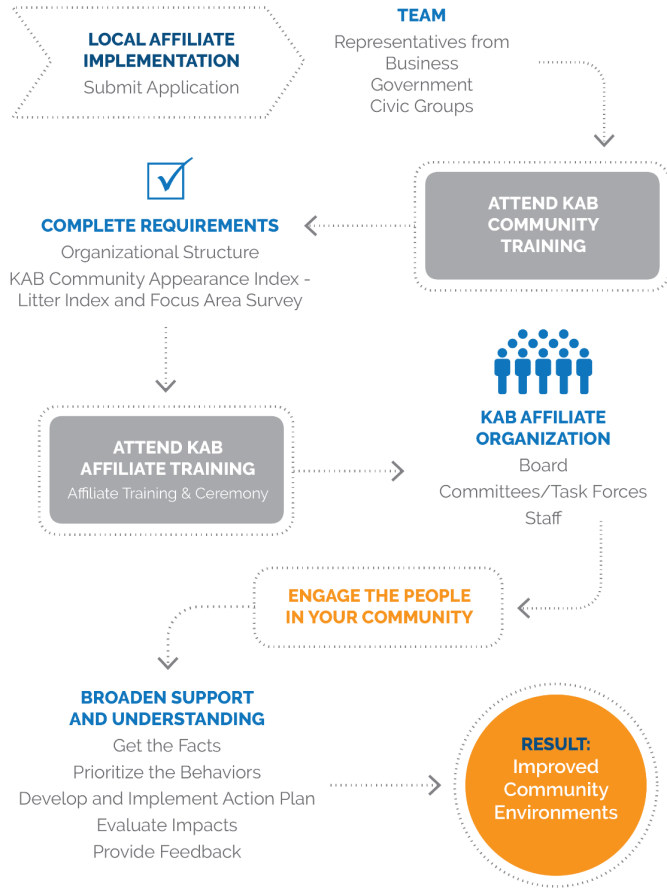 LOCAL AFFILIATE
IMPLEMENTATION
Submit Application
TEAM
Representatives from
Business
Government
Civic Groups
ATTEND KAB
COMMUNITY
TRAINING
COMPLETE REQUIREMENTS
Organizational Structure
KAB Community Appearance Index -
Litter Index and Focus Area Survey
ATTEND KAB
AFFILIATE TRAINING
Affiliate Training & Ceremony
KAB AFFILIATE
ORGANIZATION
Board
Committees/Task Forces
Staff
ENGAGE THE PEOPLE
IN YOUR COMMUNITY
BROADEN SUPPORT
AND UNDERSTANDING
Get the Facts
Prioritize the Behaviors
Develop and Implement Action Plan
Evaluate Impacts
Provide Feedback
RESULT:
Improved
Community
Environments